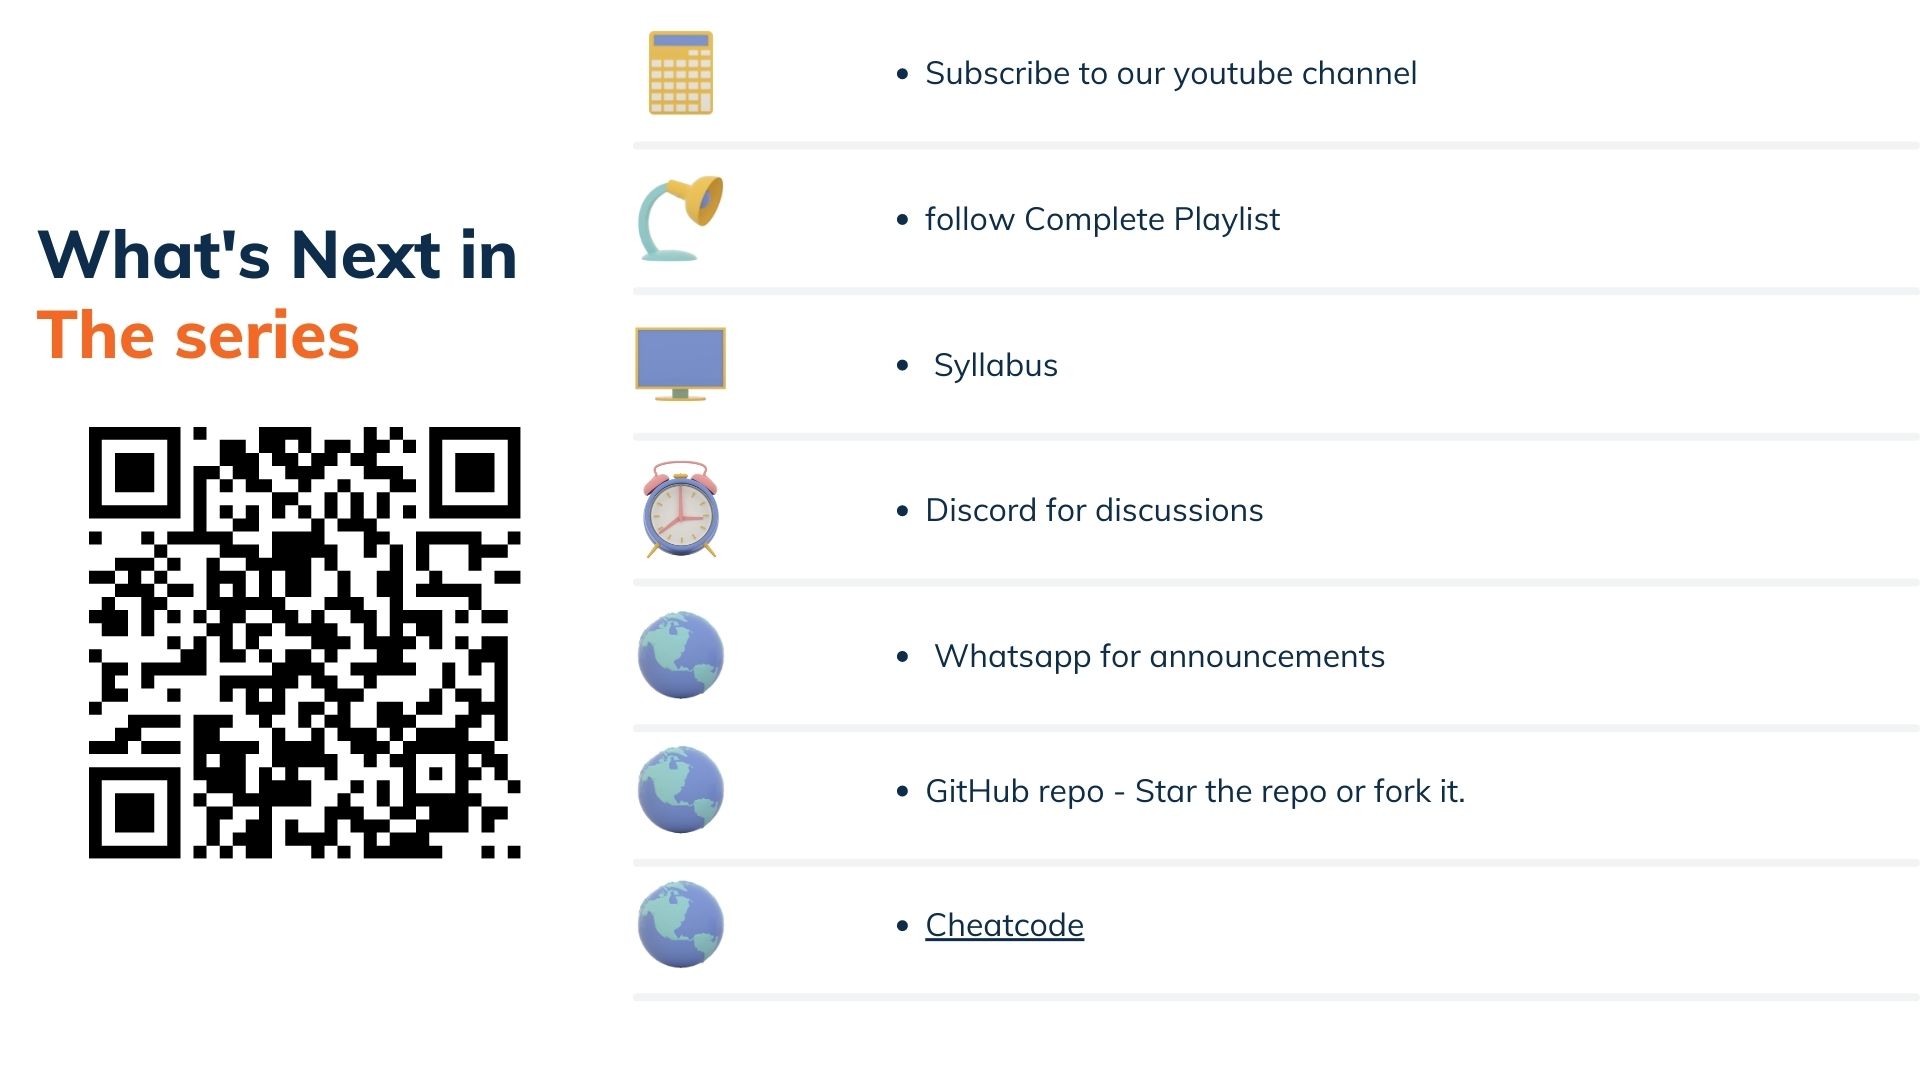 What's Next in
The series
• Subscribe to our youtube channel
• follow Complete Playlist
• Syllabus
• Discord for discussions
• Whatsapp for announcements
• GitHub repo - Star the repo or fork it.
• Cheatcode